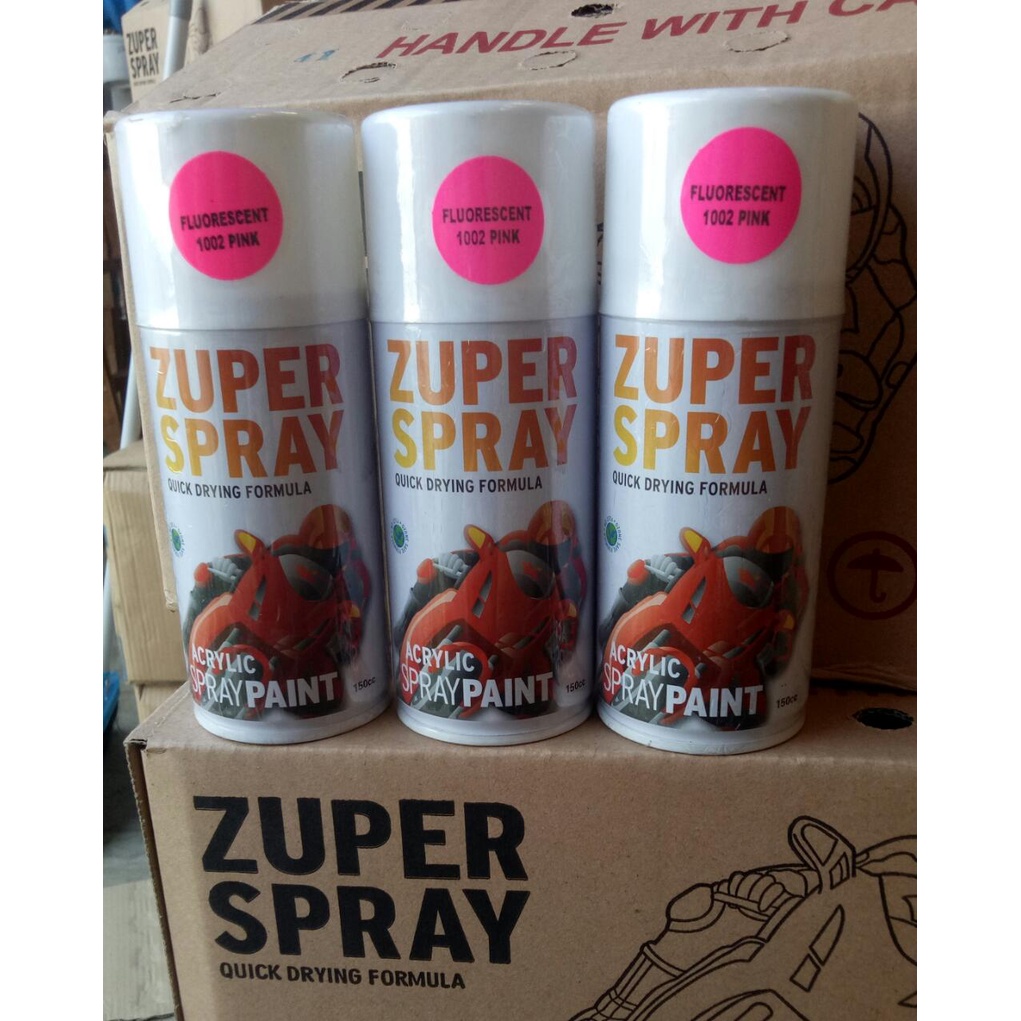 ZUPER
SPRAY
HANDLE WITH CA
FLUORESCENT
1002 PINK
ZUPER
SPRAY
QUICK DRYING FORMULA
ACRYLIC
SPRAYPAINT
150cc
FLUORESCENT
1002 PINK
ZUPER
SPRAY
QUICK DRYING FORMULA
ACRYLIC
SPRAYPAINT
150cc
FLUORESCENT
1002 PINK
ZUPER
SPRAY
QUICK DRYING FORMULA
ACRYLIC
SPRAYPAINT
150cc
ZUPER
SPRAY
QUICK DRYING FORMULA